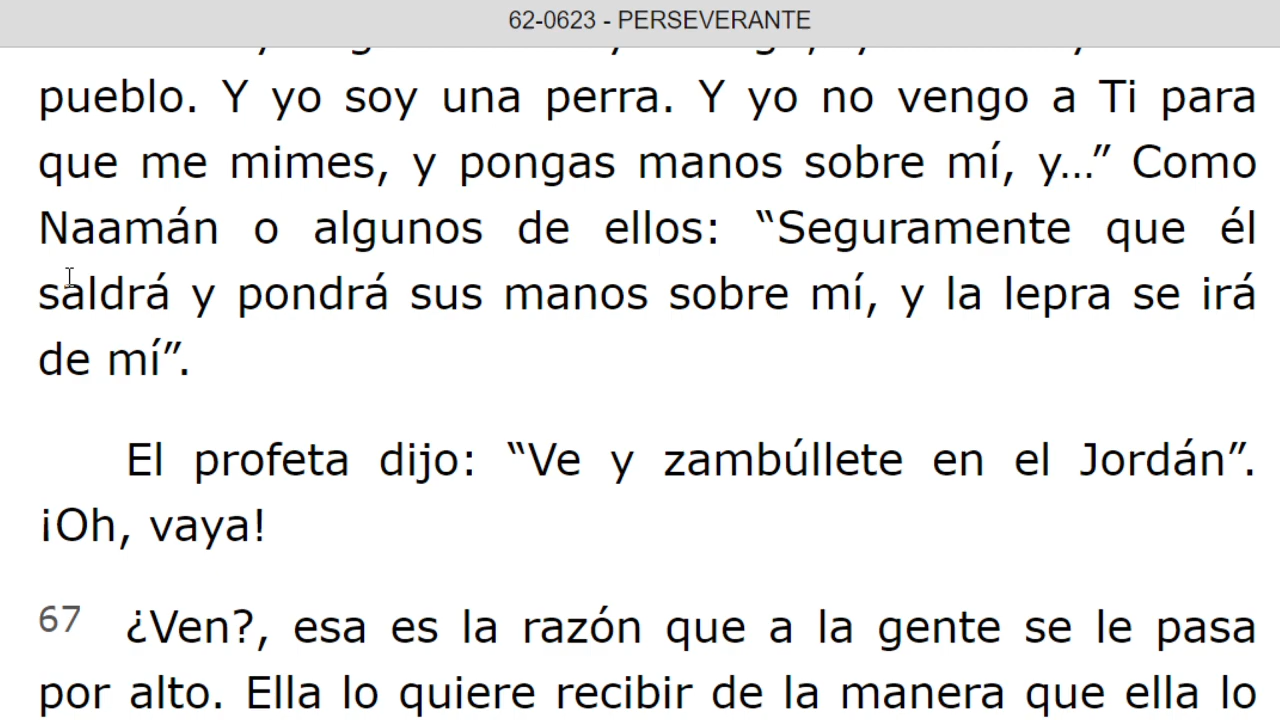 62-0623 - PERSEVERANTE
pueblo. Y yo soy una perra. Y yo no vengo a Ti para
que me mimes, y pongas manos sobre mí, y…” Como
Naamán o algunos de ellos: “Seguramente que él
saldrá y pondrá sus manos sobre mí, y la lepra se irá
de mí”.
El profeta dijo: “Ve y zambúllete en el Jordán”.
¡Oh, vaya!
67 ¿Ven?, esa es la razón que a la gente se le pasa
por alto. Ella lo quiere recibir de la manera que ella lo